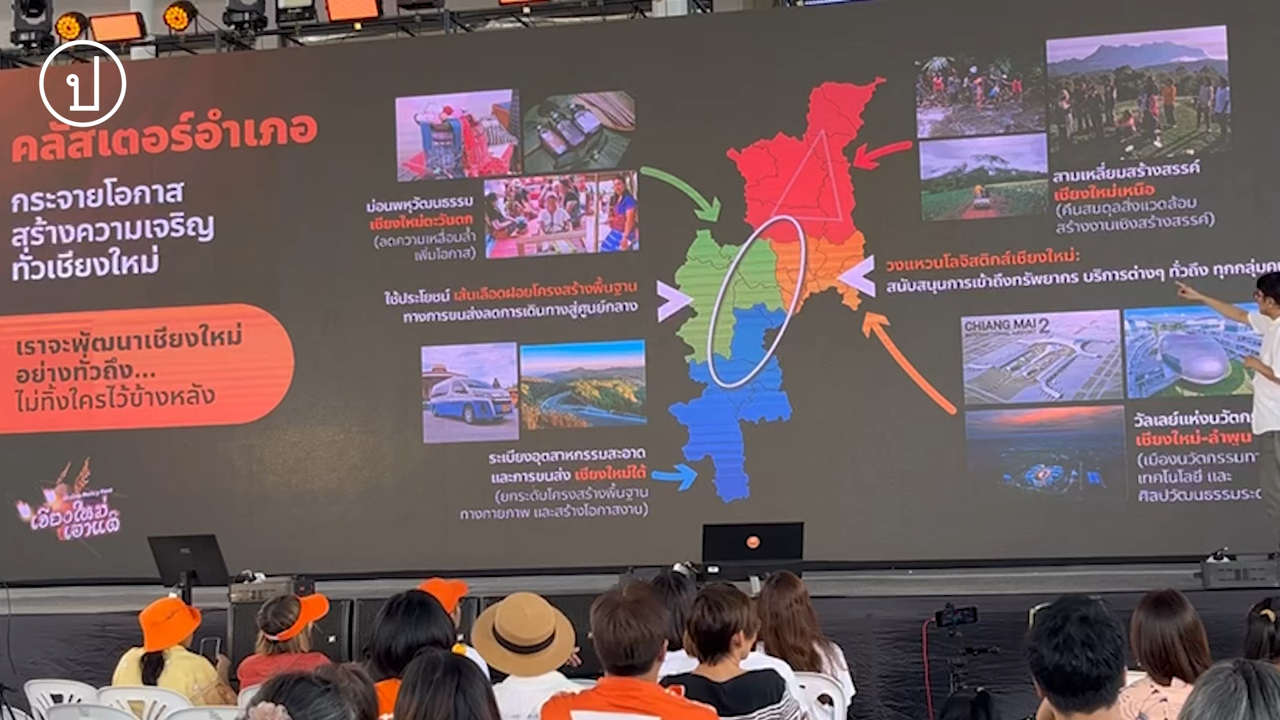 ป
คลัสเตอร์อำเภอ
กระจายโอกาส
สร้างความเจริญ
ทั่วเชียงใหม่
เราจะพัฒนาเชียงใหม่
อย่างทั่วถึง...
ไม่ทิ้งใครไว้ข้างหลัง
เชียงใหม่
เอาแต้
ม่อนพหุวัฒนธรรม
เชียงใหม่ตะวันตก
(ลดความเหลื่อมล้ำ
เพิ่มโอกาส)
ใช้ประโยชน์ เส้นเลือดฝอยโครงสร้างพื้นฐาน
ทางการขนส่งลดการเดินทางสู่ศูนย์กลาง
ระเบียงอุตสาหกรรมสะอาด
และการขนส่ง เชียงใหม่ใต้
(ยกระดับโครงสร้างพื้นฐาน
ทางกายภาพ และสร้างโอกาสงาน)
สามเหลี่ยมสร้างสรรค์
เชียงใหม่เหนือ
(คืนสมดุลสิ่งแวดล้อม
สร้างงานเชิงสร้างสรรค์)
วงแหวนโลจิสติกส์เชียงใหม่:
สนับสนุนการเข้าถึงทรัพยากร บริการต่างๆ ทั่วถึง ทุกกลุ่มคน
CHIANG MAI 2
INTERNATIONAL AIRPORT
วัลเลย์แห่งนวัตก
เชียงใหม่-ลำพูน
(เมืองนวัตกรรมทา
เทคโนโลยี และ
ศิลปวัฒนธรรมระด